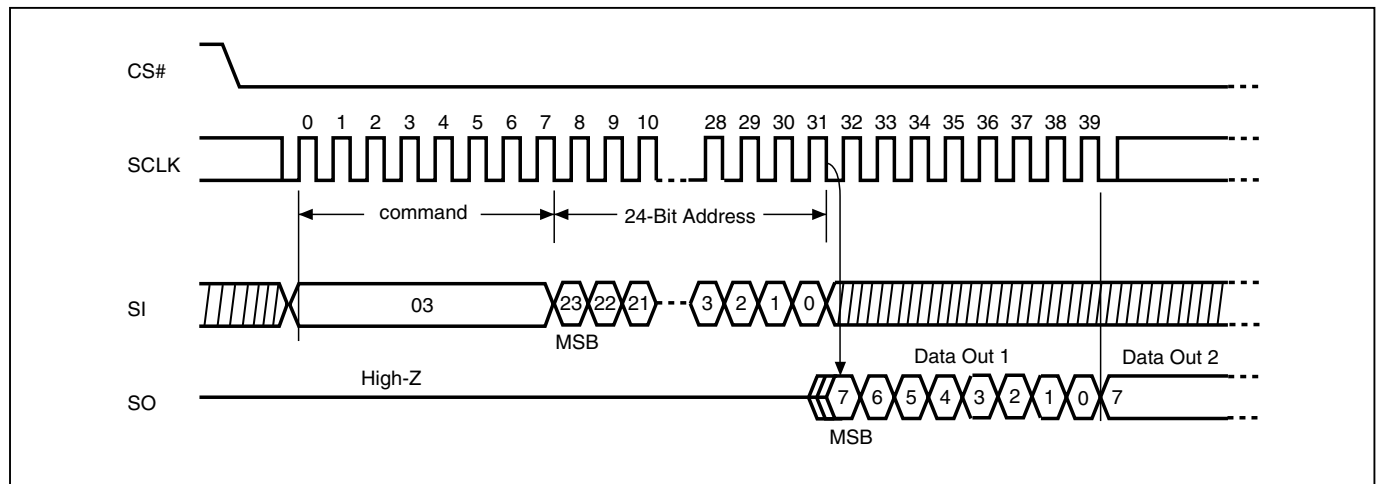 CS#
0 1 2 3 4 5 6 7 8 9 10 28 29 30 31 32 33 34 35 36 37 38 39
SCLK
command 24-Bit Address
SI 03 23 22 21 3 2 1 0
MSB
Data Out 1 Data Out 2
High-Z
SO 7 6 5 4 3 2 1 0 7
MSB